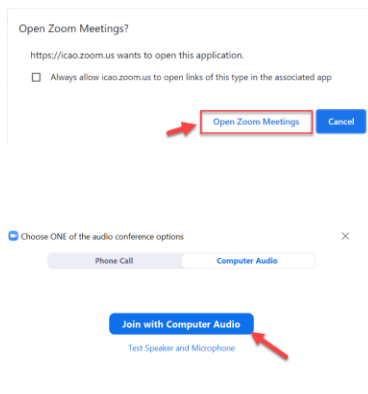 Open Zoom Meetings?
https://icao.zoom.us wants to open this application.
Always allow icao.zoom.us to open links of this type in the associated app
Open Zoom Meetings Cancel
Choose ONE of the audio conference options
Phone Call Computer Audio
Join with Computer Audio
Test Speaker and Microphone